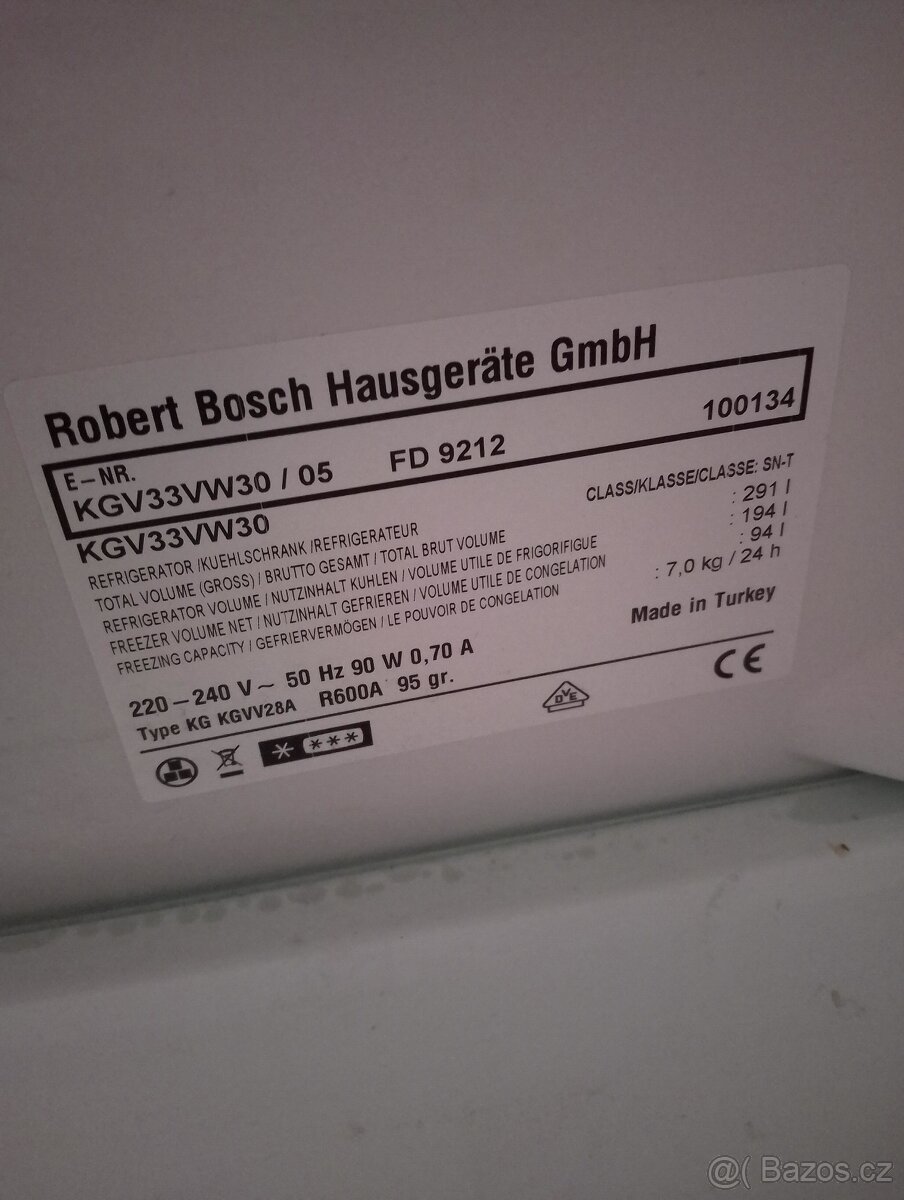 Robert Bosch Hausgeräte GmbH
E-NR.
KGV33VW30 / 05 FD 9212 100134
KGV33VW30 CLASS/KLASSE/CLASSE: SN-T
REFRIGERATOR /KUEHLSCHRANK /REFRIGERATEUR
TOTAL VOLUME (GROSS) / BRUTTO GESAMT / TOTAL BRUT VOLUME : 291 l
REFRIGERATOR VOLUME / NUTZINHALT KUHLEN / VOLUME UTILE DE FRIGORIFIGUE : 194 l
FREEZER VOLUME NET / NUTZINHALT GEFRIEREN / VOLUME UTILE DE CONGELATION : 94 l
FREEZING CAPACITY / GEFRIERVERMÖGEN / LE POUVOIR DE CONGELATION : 7,0 kg / 24 h
Made in Turkey
220-240 V~ 50 Hz 90 W 0,70 A
Type KG KGVV28A R600A 95 gr.
DVE CE
@( Bazos.cz